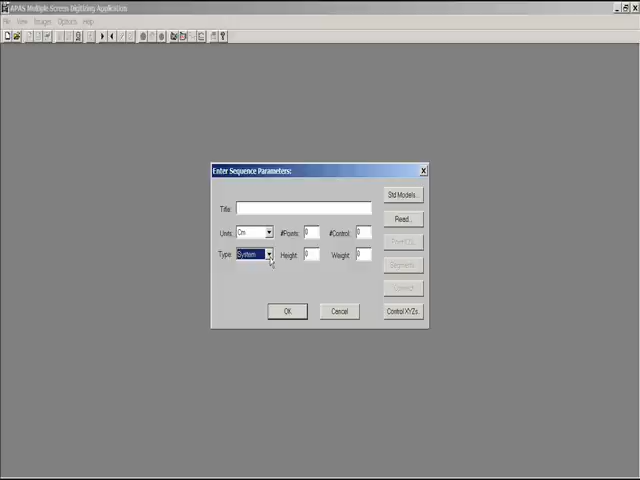 APAS Multiple Screen Digitizing Application
File View Images Options Help
Enter Sequence Parameters:
Title:
Std Models..
Units: Cm #Points: 0 #Control: 0
Read...
Type: System Height: 0 Weight: 0
Segments..
OK Cancel Control XYZs..